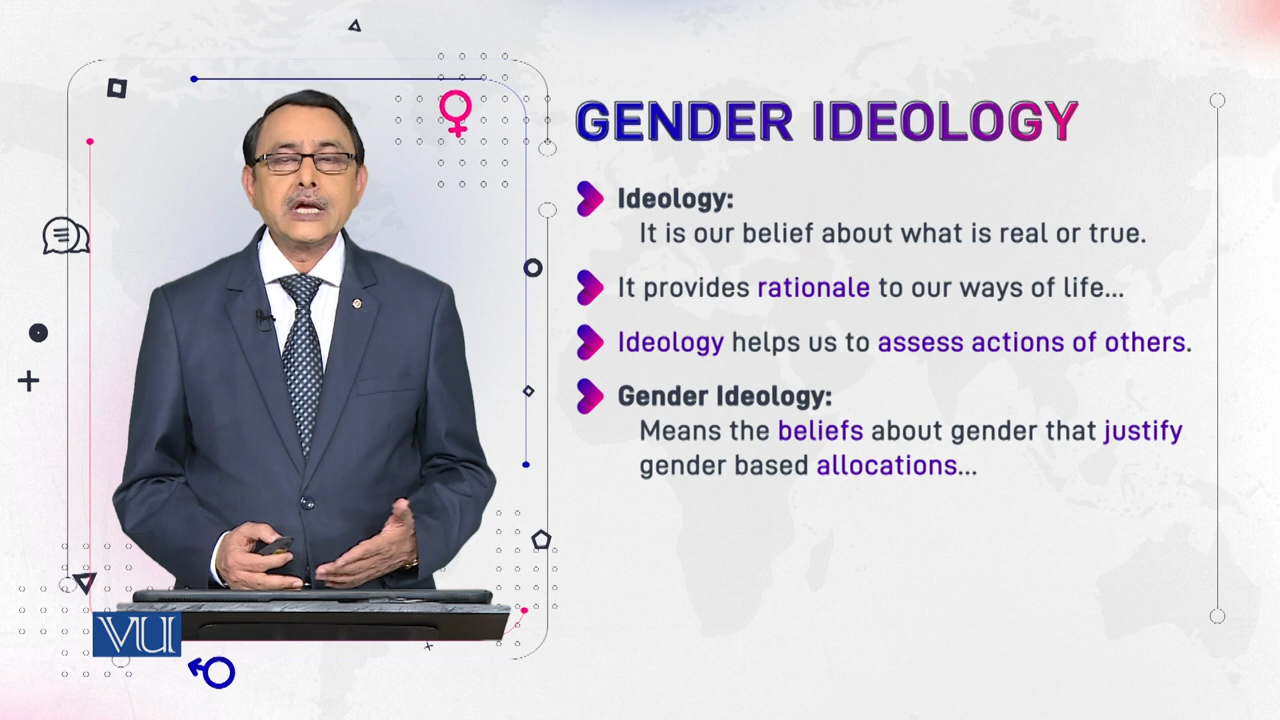 GENDER IDEOLOGY
Ideology:
It is our belief about what is real or true.
It provides rationale to our ways of life...
Ideology helps us to assess actions of others.
Gender Ideology:
Means the beliefs about gender that justify
gender based allocations...
VU